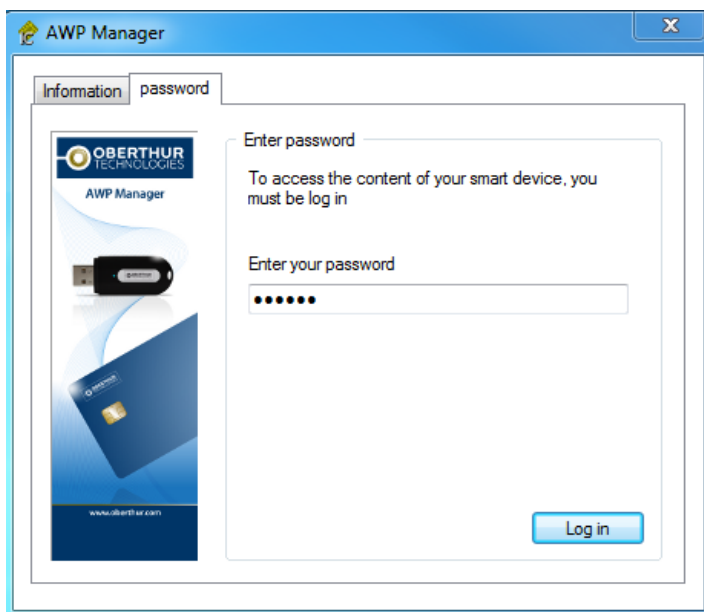 AWP Manager
Information
password
OBERTHUR
TECHNOLOGIES
AWP Manager
www.oberthur.com
Enter password
To access the content of your smart device, you
must be log in
Enter your password
••••••
Log in